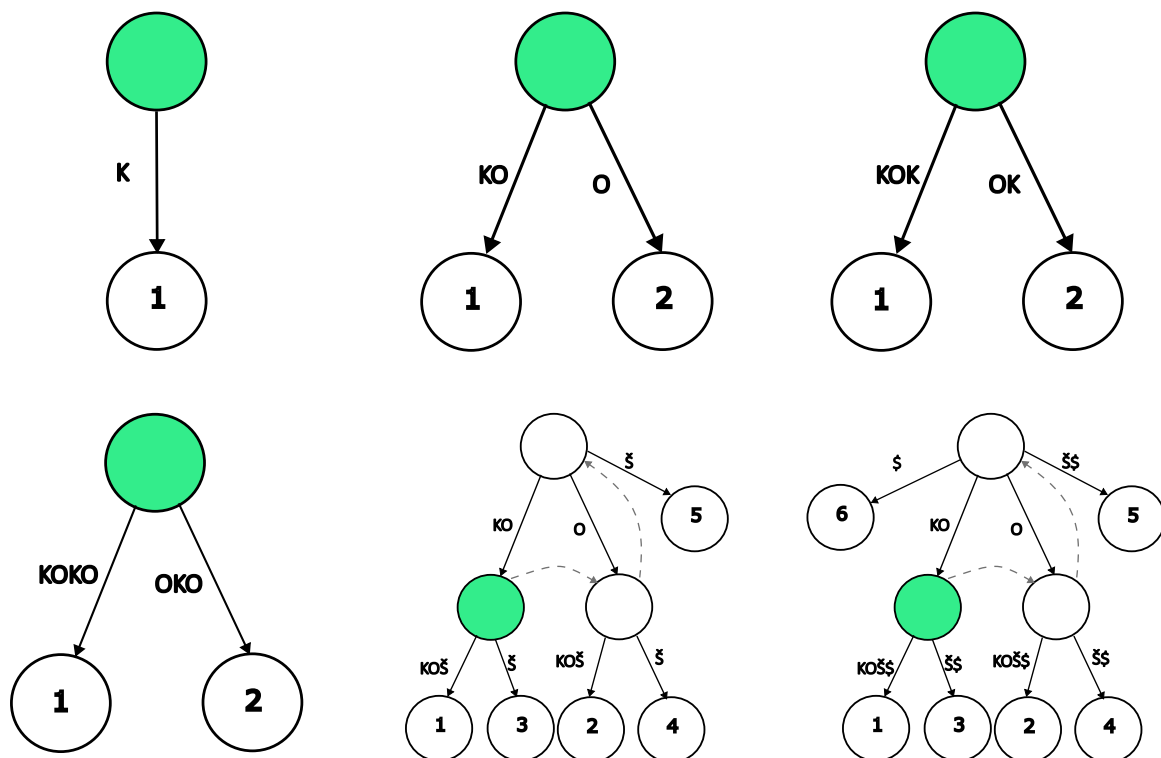 K
1
KO O
1 2
KOK OK
1 2
KOKO OKO
1 2
Š
5
KO O
KOŠ Š KOŠ Š
1 3 2 4
$ Š$
6 5
KO O
KOŠ$ Š$ KOŠ$ Š$
1 3 2 4